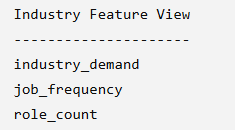 Industry Feature View
---------------------
industry_demand
job_frequency
role_count